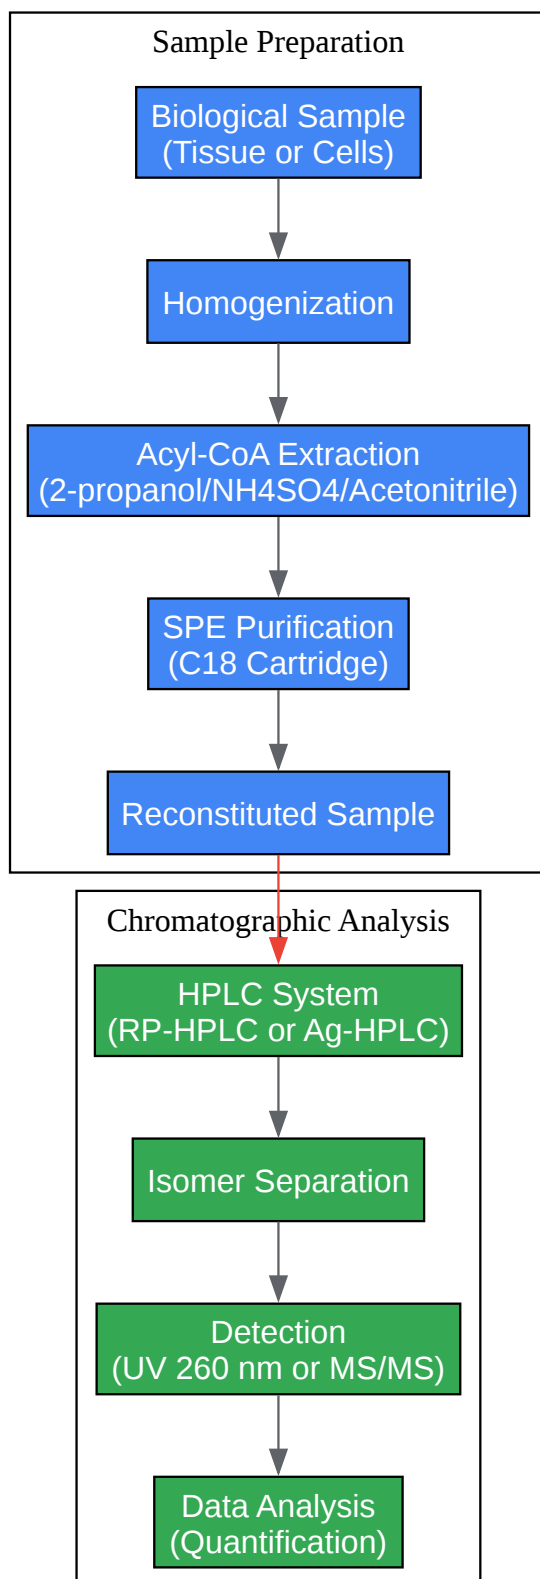 Sample Preparation
Biological Sample
(Tissue or Cells)
Homogenization
Acyl-CoA Extraction
(2-propanol/NH4SO4/Acetonitrile)
SPE Purification
(C18 Cartridge)
Reconstituted Sample
Chromatographic Analysis
HPLC System
(RP-HPLC or Ag-HPLC)
Isomer Separation
Detection
(UV 260 nm or MS/MS)
Data Analysis
(Quantification)